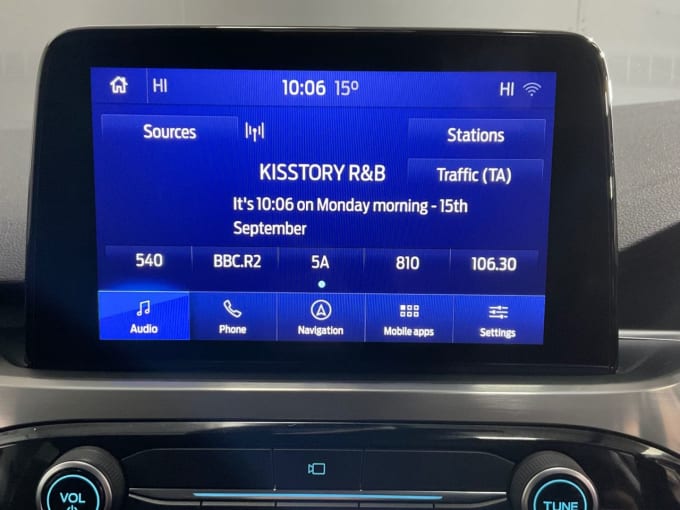 HI 10:06 15° HI
Sources Stations
KISSTORY R&B Traffic (TA)
It's 10:06 on Monday morning - 15th
September
540 BBC.R2 5A 810 106.30
Audio Phone Navigation Mobile apps Settings
VOL TUNE